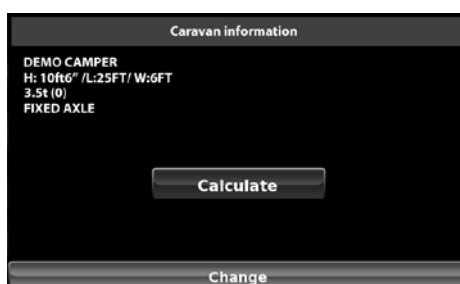 Caravan information
DEMO CAMPER
H: 10ft6" /L:25FT/ W:6FT
3.5t (0)
FIXED AXLE
Calculate
Change